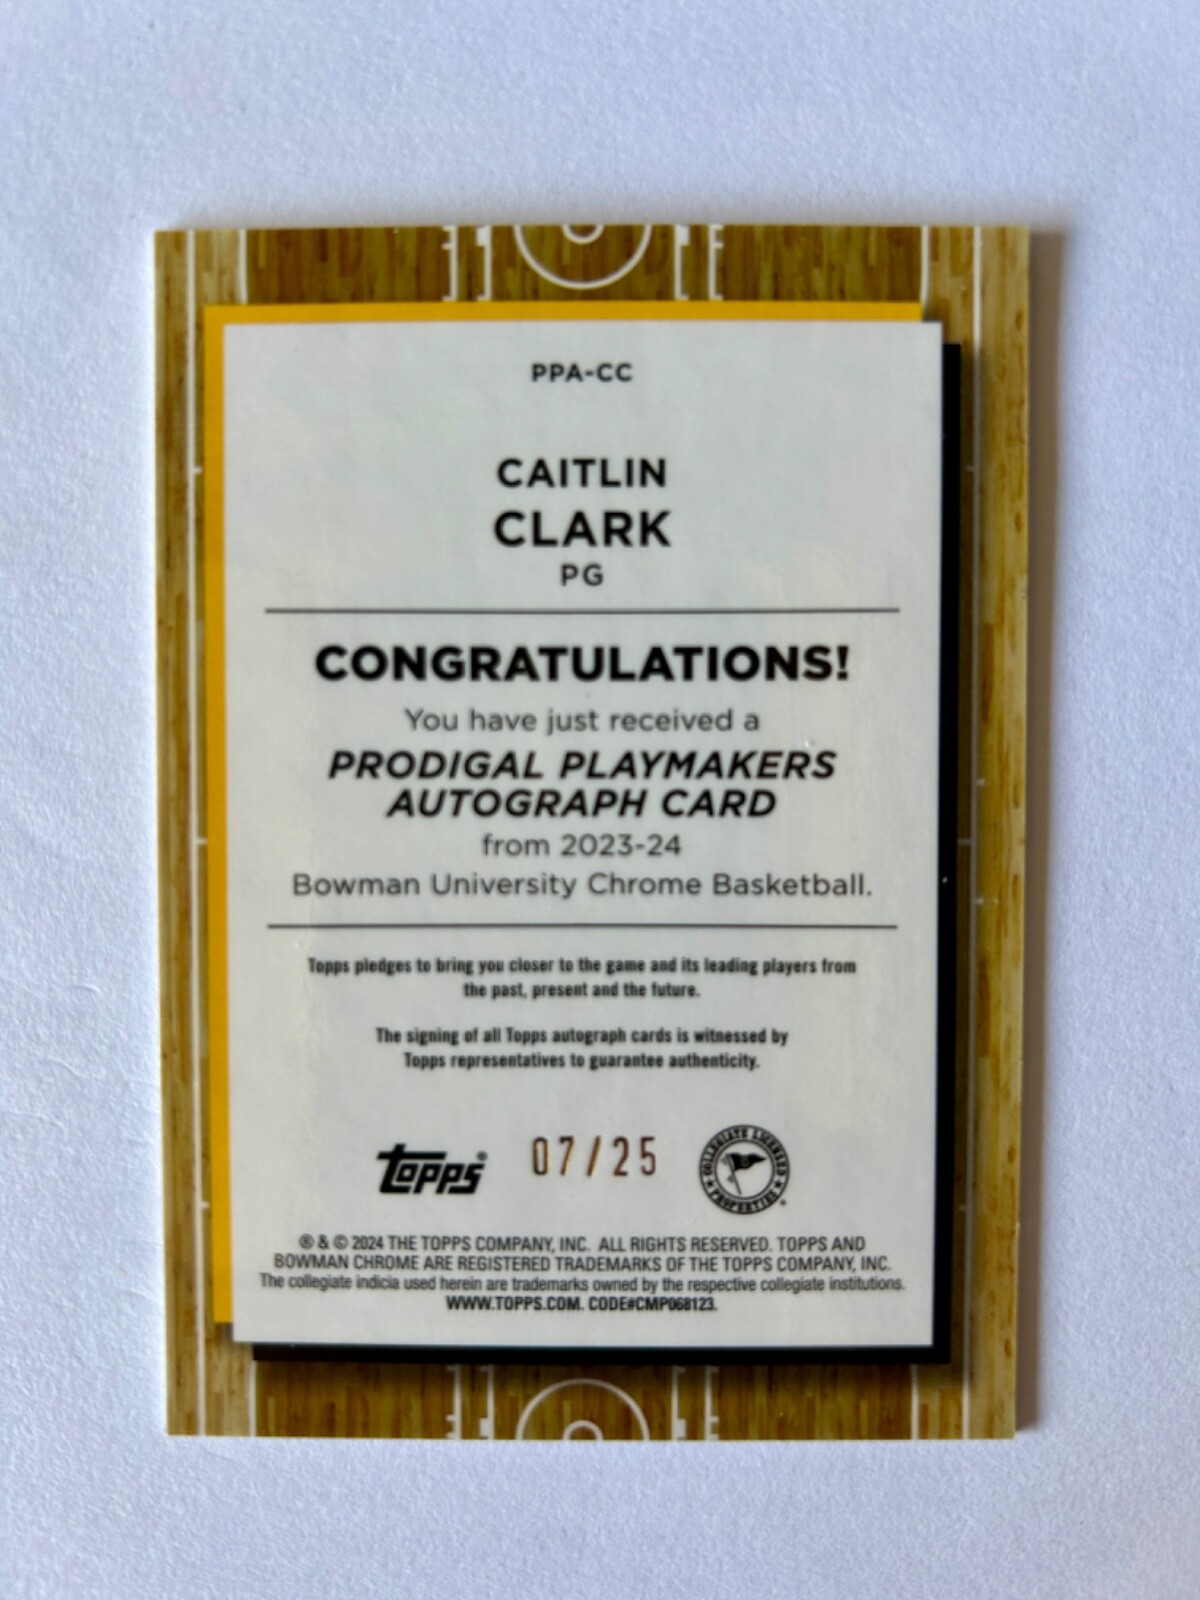 PPA-CC
CAITLIN
CLARK
PG
CONGRATULATIONS!
You have just received a
PRODIGAL PLAYMAKERS
AUTOGRAPH CARD
from 2023-24
Bowman University Chrome Basketball.
Topps pledges to bring you closer to the game and its leading players from
the past, present and the future.
The signing of all Topps autograph cards is witnessed by
Topps representatives to guarantee authenticity.
Topps®
07/25
COLLEGIATE LICENSED PROPERTIES
® & © 2024 THE TOPPS COMPANY, INC. ALL RIGHTS RESERVED. TOPPS AND
BOWMAN CHROME ARE REGISTERED TRADEMARKS OF THE TOPPS COMPANY, INC.
The collegiate indicia used herein are trademarks owned by the respective collegiate institutions.
WWW.TOPPS.COM. CODE#CMP068123.